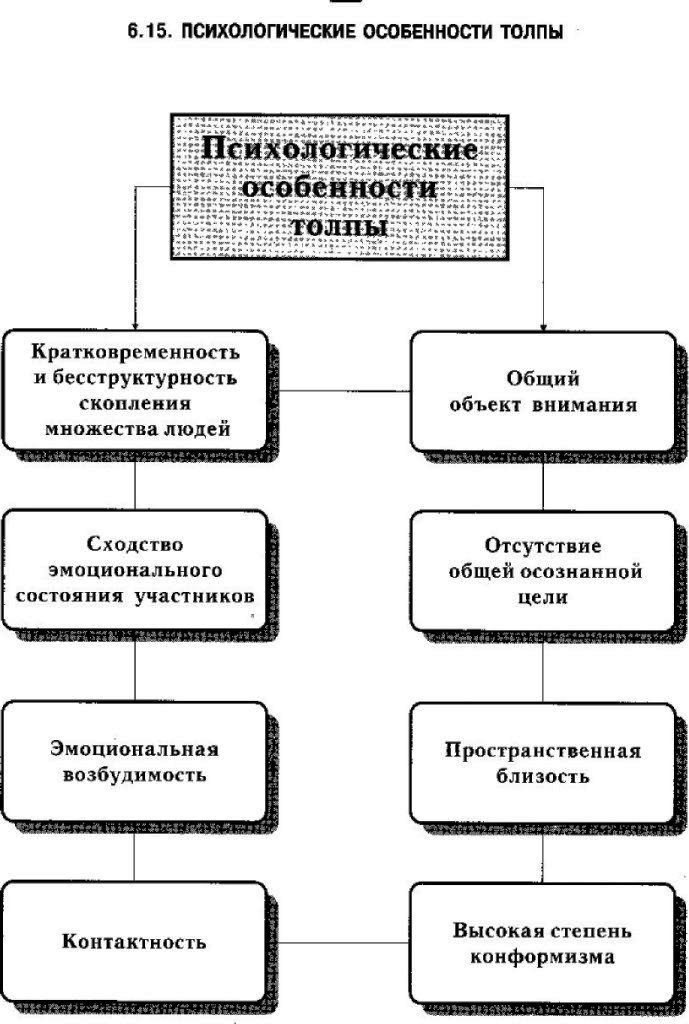 6.15. ПСИХОЛОГИЧЕСКИЕ ОСОБЕННОСТИ ТОЛПЫ
Психологические
особенности
толпы
Кратковременность
и бесструктурность
скопления
множества людей
Общий
объект внимания
Сходство
эмоционального
состояния участников
Отсутствие
общей осознанной
цели
Эмоциональная
возбудимость
Пространственная
близость
Контактность
Высокая степень
конформизма